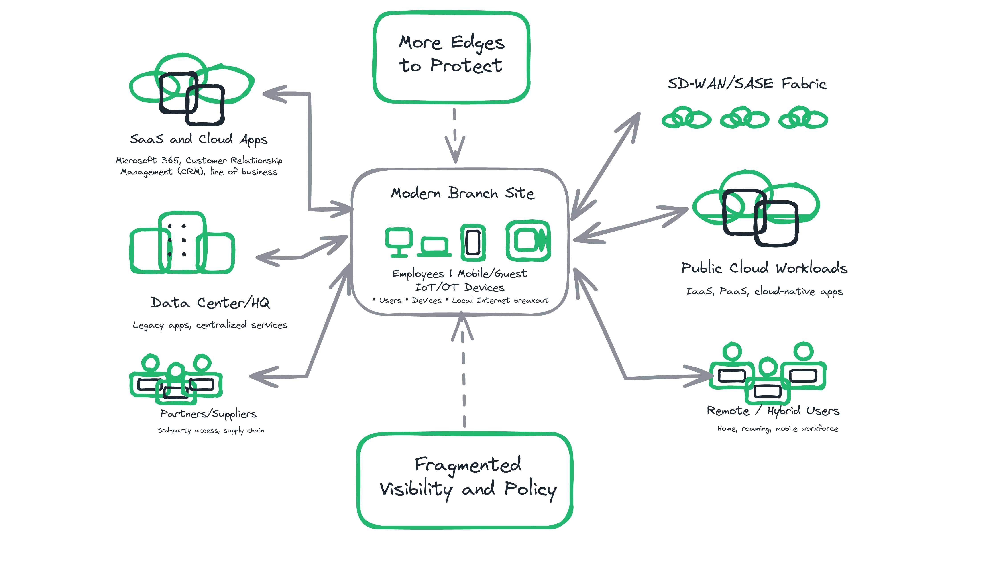 More Edges
to Protect
SaaS and Cloud Apps
Microsoft 365, Customer Relationship
Management (CRM), line of business
Data Center/HQ
Legacy apps, centralized services
Partners/Suppliers
3rd-party access, supply chain
Modern Branch Site
Employees | Mobile/Guest
IoT/OT Devices
• Users • Devices • Local Internet breakout
SD-WAN/SASE Fabric
Public Cloud Workloads
IaaS, PaaS, cloud-native apps
Remote / Hybrid Users
Home, roaming, mobile workforce
Fragmented
Visibility and Policy